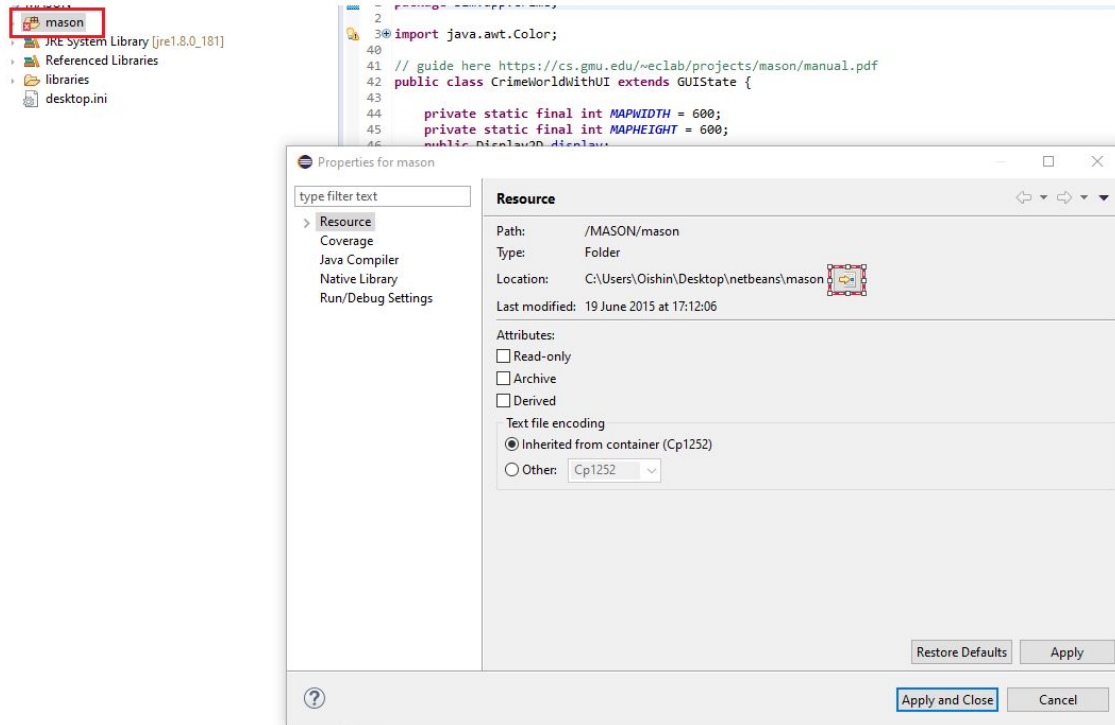 MASON
mason
JRE System Library [jre1.8.0_181]
Referenced Libraries
libraries
desktop.ini
2
3 import java.awt.Color;
40
41 // guide here https://cs.gmu.edu/~eclab/projects/mason/manual.pdf
42 public class CrimeWorldWithUI extends GUIState {
43
44 private static final int MAPWIDTH = 600;
45 private static final int MAPHEIGHT = 600;
46 public Display2D display;
Properties for mason
type filter text
Resource
Coverage
Java Compiler
Native Library
Run/Debug Settings
Resource
Path: /MASON/mason
Type: Folder
Location: C:\Users\Oishin\Desktop\netbeans\mason
Last modified: 19 June 2015 at 17:12:06
Attributes:
Read-only
Archive
Derived
Text file encoding
Inherited from container (Cp1252)
Other: Cp1252
Restore Defaults Apply
? Apply and Close Cancel